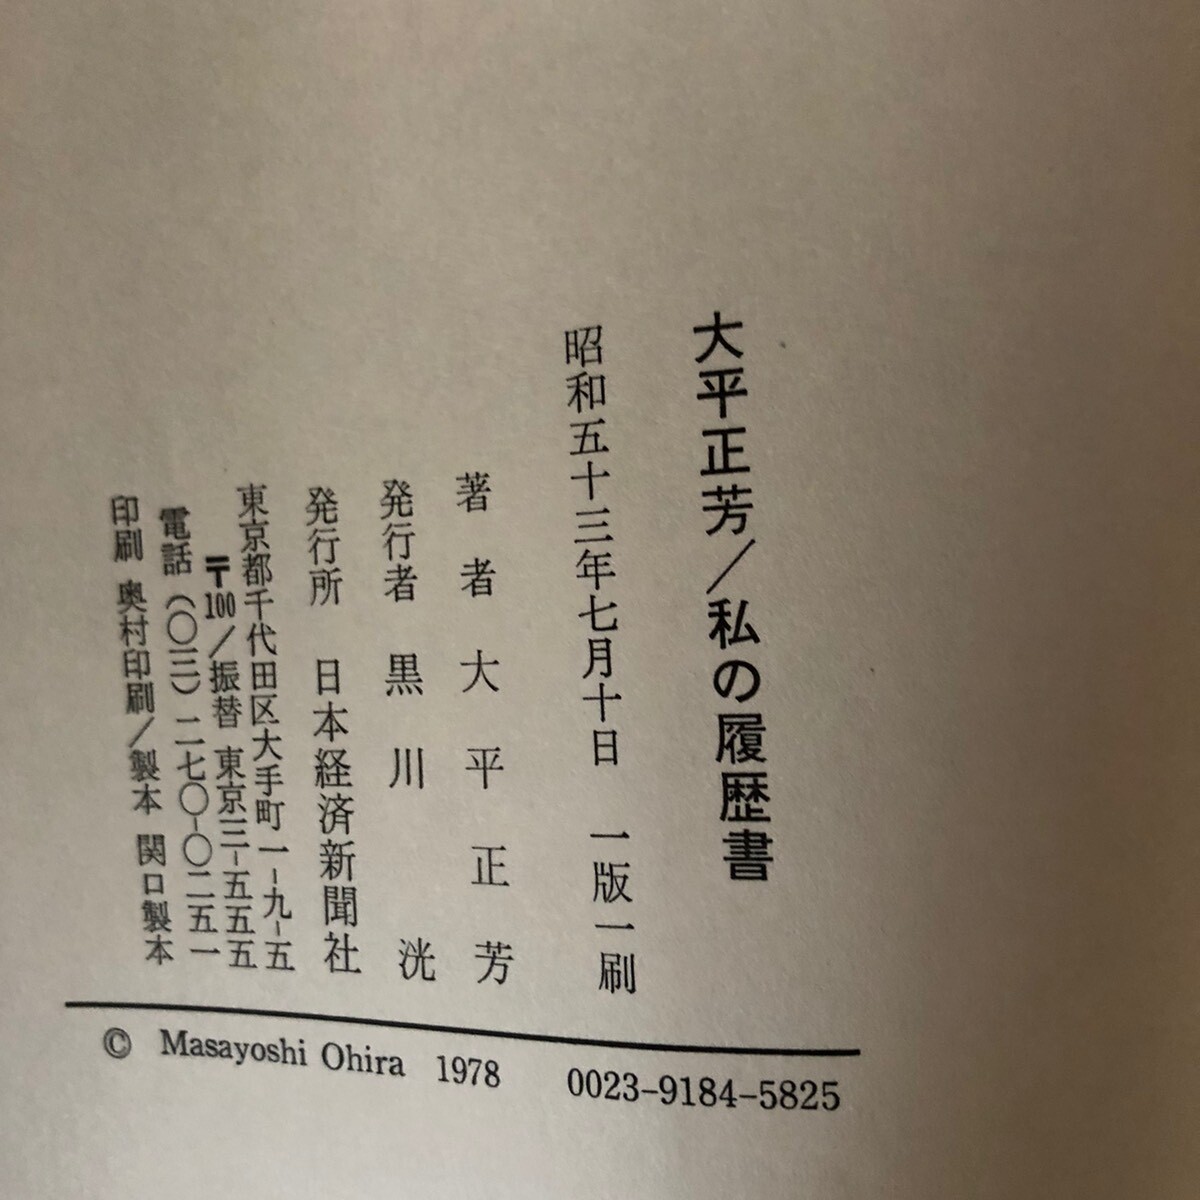 大平正芳/私の履歴書
昭和五十三年七月十日 一版一刷
著者 大平正芳
発行者 黒川洸
発行所 日本経済新聞社
東京都千代田区大手町一-九-五
〒100/振替 東京三-五五五
電話(〇三)二七〇-〇二五一
印刷 奥村印刷/製本 関口製本
© Masayoshi Ohira 1978 0023-9184-5825